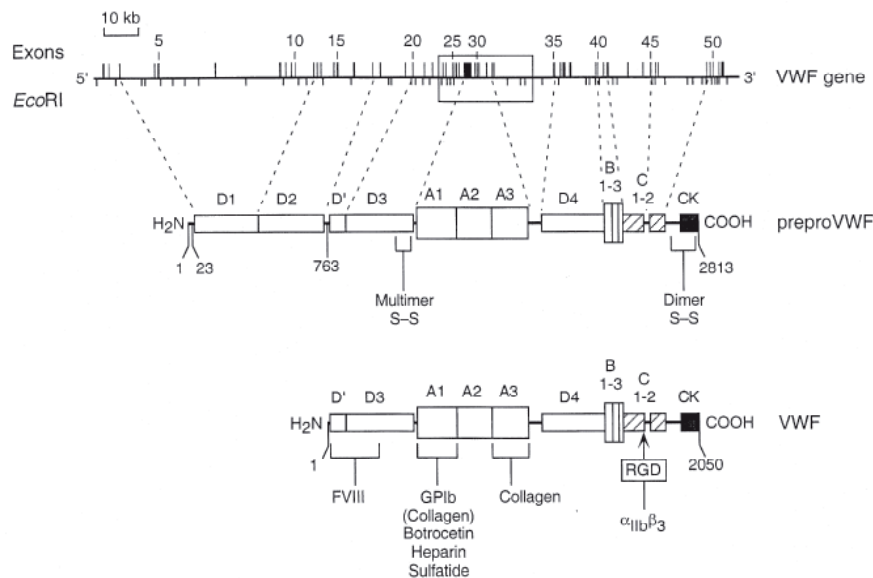 10 kb
Exons 5 10 15 20 25 30 35 40 45 50
5' 3' VWF gene
EcoRI
B
D1 D2 D' D3 A1 A2 A3 D4 1-3 C 1-2 CK
H₂N COOH preproVWF
1 23 763 2813
Multimer Dimer
S–S S–S
B
D' D3 A1 A2 A3 D4 1-3 C 1-2 CK
H₂N COOH VWF
1 2050
RGD
FVIII GPIb Collagen
(Collagen) αIIbβ3
Botrocetin
Heparin
Sulfatide